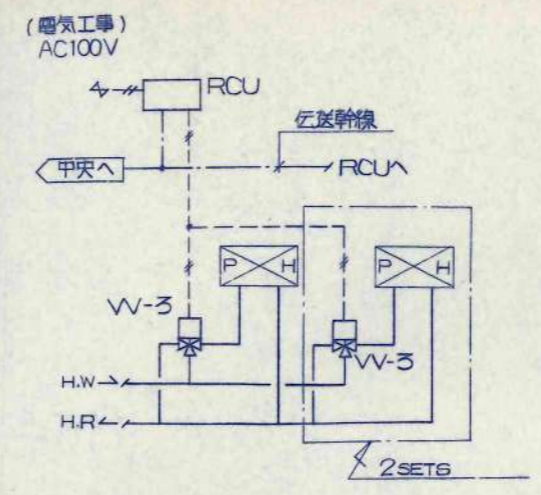 (電気工事)
AC100V
RCU
伝送幹線
中央へ
RCUへ
P H
P H
VV-3
VV-3
H.W
H.R
2SETS